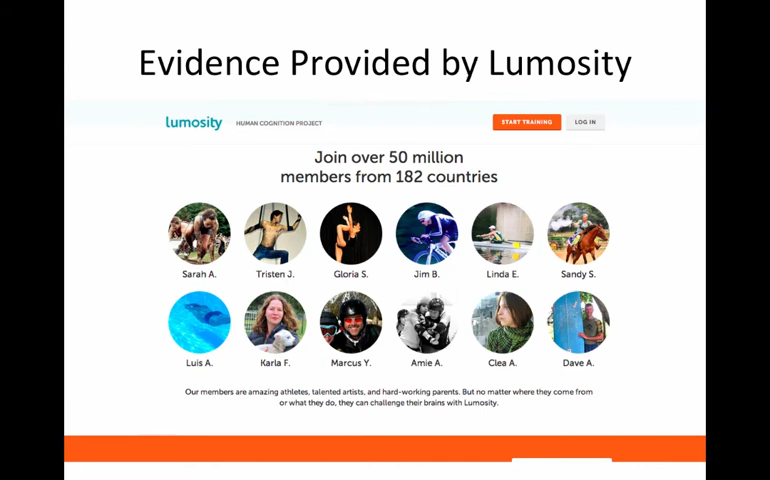 Evidence Provided by Lumosity
lumosity HUMAN COGNITION PROJECT START TRAINING LOG IN
Join over 50 million
members from 182 countries
Sarah A. Tristen J. Gloria S. Jim B. Linda E. Sandy S.
Luis A. Karla F. Marcus Y. Amie A. Clea A. Dave A.
Our members are amazing athletes, talented artists, and hard-working parents. But no matter where they come from
or what they do, they can challenge their brains with Lumosity.